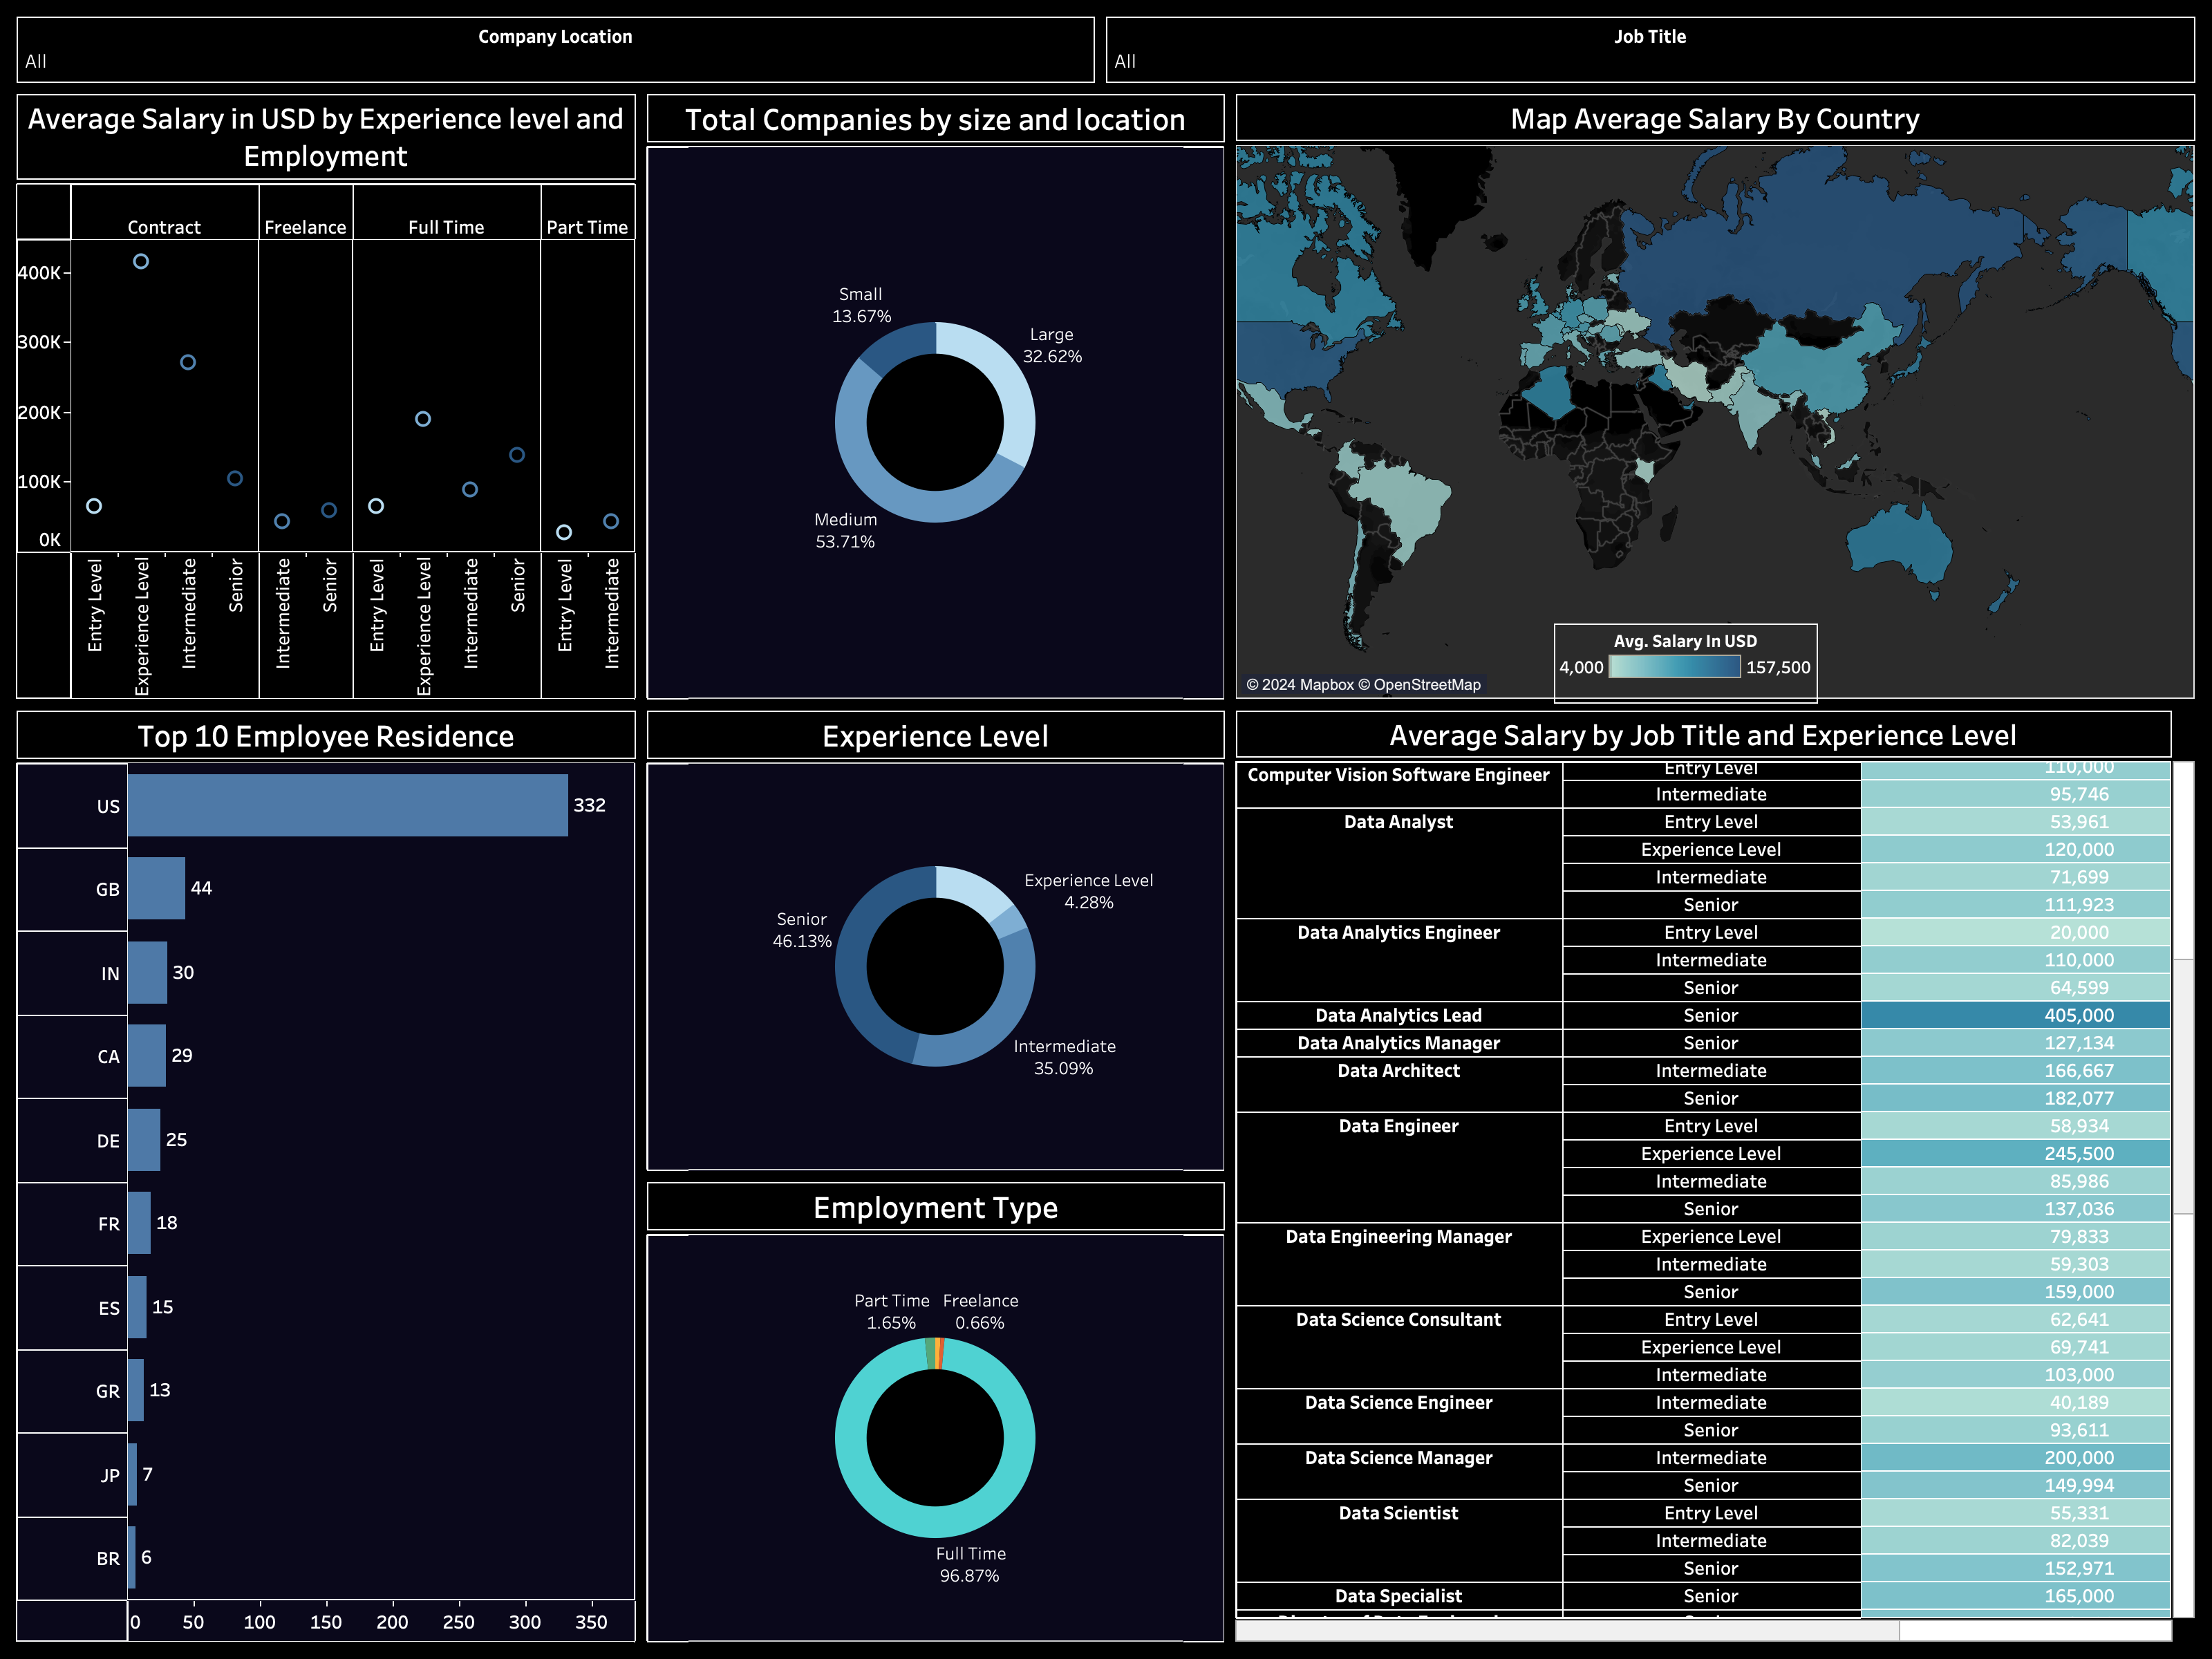 Company Location
All
Job Title
All
Average Salary in USD by Experience level and
Employment
Contract
Freelance
Full Time
Part Time
400K
300K
200K
100K
0K
Entry Level
Experience Level
Intermediate
Senior
Intermediate
Senior
Entry Level
Experience Level
Intermediate
Senior
Entry Level
Intermediate
Total Companies by size and location
Small
13.67%
Large
32.62%
Medium
53.71%
Map Average Salary By Country
Avg. Salary In USD
4,000 157,500
© 2024 Mapbox © OpenStreetMap
Top 10 Employee Residence
US 332
GB 44
IN 30
CA 29
DE 25
FR 18
ES 15
GR 13
JP 7
BR 6
0 50 100 150 200 250 300 350
Experience Level
Experience Level
4.28%
Senior
46.13%
Intermediate
35.09%
Employment Type
Part Time
1.65%
Freelance
0.66%
Full Time
96.87%
Average Salary by Job Title and Experience Level
Computer Vision Software Engineer Entry Level 110,000
Intermediate 95,746
Data Analyst Entry Level 53,961
Experience Level 120,000
Intermediate 71,699
Senior 111,923
Data Analytics Engineer Entry Level 20,000
Intermediate 110,000
Senior 64,599
Data Analytics Lead Senior 405,000
Data Analytics Manager Senior 127,134
Data Architect Intermediate 166,667
Senior 182,077
Data Engineer Entry Level 58,934
Experience Level 245,500
Intermediate 85,986
Senior 137,036
Data Engineering Manager Experience Level 79,833
Intermediate 59,303
Senior 159,000
Data Science Consultant Entry Level 62,641
Experience Level 69,741
Intermediate 103,000
Data Science Engineer Intermediate 40,189
Senior 93,611
Data Science Manager Intermediate 200,000
Senior 149,994
Data Scientist Entry Level 55,331
Intermediate 82,039
Senior 152,971
Data Specialist Senior 165,000